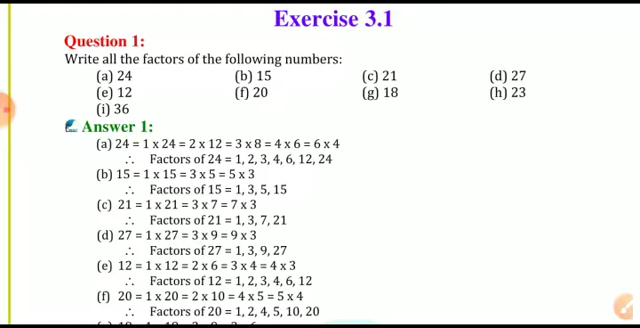 Exercise 3.1
Question 1:
Write all the factors of the following numbers:
(a) 24 (b) 15 (c) 21 (d) 27
(e) 12 (f) 20 (g) 18 (h) 23
(i) 36
Answer 1:
(a) 24 = 1 x 24 = 2 x 12 = 3 x 8 = 4 x 6 = 6 x 4
∴ Factors of 24 = 1, 2, 3, 4, 6, 12, 24
(b) 15 = 1 x 15 = 3 x 5 = 5 x 3
∴ Factors of 15 = 1, 3, 5, 15
(c) 21 = 1 x 21 = 3 x 7 = 7 x 3
∴ Factors of 21 = 1, 3, 7, 21
(d) 27 = 1 x 27 = 3 x 9 = 9 x 3
∴ Factors of 27 = 1, 3, 9, 27
(e) 12 = 1 x 12 = 2 x 6 = 3 x 4 = 4 x 3
∴ Factors of 12 = 1, 2, 3, 4, 6, 12
(f) 20 = 1 x 20 = 2 x 10 = 4 x 5 = 5 x 4
∴ Factors of 20 = 1, 2, 4, 5, 10, 20